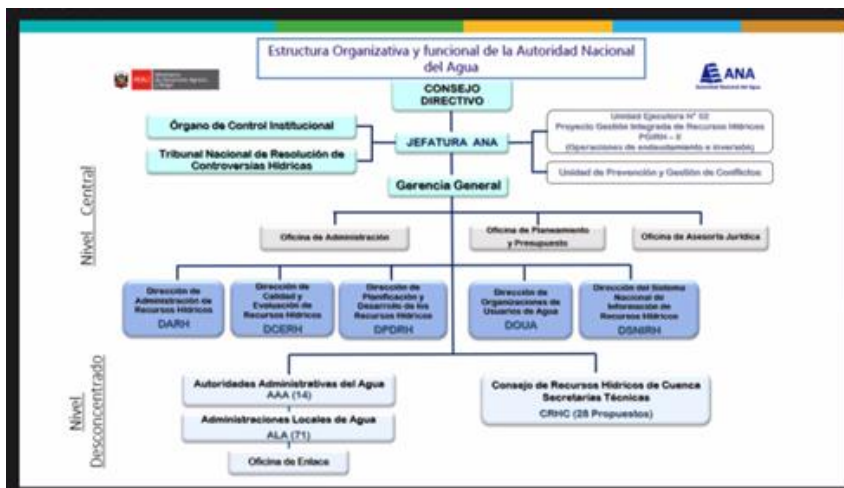 Estructura Organizativa y funcional de la Autoridad Nacional
del Agua
PERÚ
ANA
Autoridad Nacional del Agua
CONSEJO
DIRECTIVO
Órgano de Control Institucional
Tribunal Nacional de Resolución de
Controversias Hídricas
JEFATURA ANA
Unidad Ejecutora N° 02
Proyecto Gestión Integrada de Recursos Hídricos
PGIRH - II
(Operaciones de endeudamiento e inversión)
Unidad de Prevención y Gestión de Conflictos
Gerencia General
Nivel Central
Oficina de Administración
Oficina de Planeamiento
y Presupuesto
Oficina de Asesoría Jurídica
Dirección de
Administración de
Recursos Hídricos
DARH
Dirección de
Calidad y
Evaluación de
Recursos Hídricos
DCERH
Dirección de
Planificación y
Desarrollo de los
Recursos Hídricos
DPDRH
Dirección de
Organizaciones de
Usuarios de Agua
DOUA
Dirección del Sistema
Nacional de
Información de
Recursos Hídricos
DSNIRH
Nivel
Desconcentrado
Autoridades Administrativas del Agua
AAA (14)
Administraciones Locales de Agua
ALA (71)
Oficina de Enlace
Consejo de Recursos Hídricos de Cuenca
Secretarías Técnicas
CRHC (28 Propuestos)